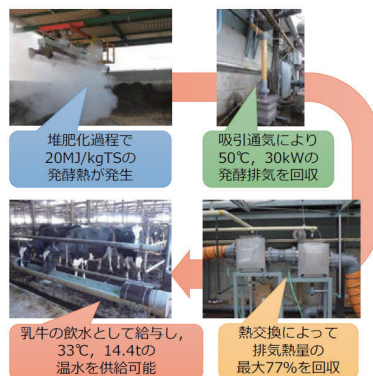 堆肥化過程で
20MJ/kgTSの
発酵熱が発生
吸引通気により
50℃，30kWの
発酵排気を回収
熱交換によって
排気熱量の
最大77%を回収
乳牛の飲水として給与し，
33℃，14.4tの
温水を供給可能